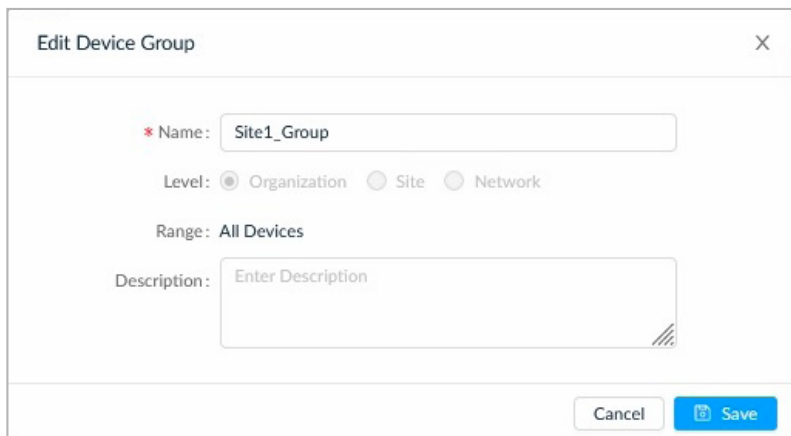 Edit Device Group
* Name: Site1_Group
Level: Organization Site Network
Range: All Devices
Description: Enter Description
Cancel Save